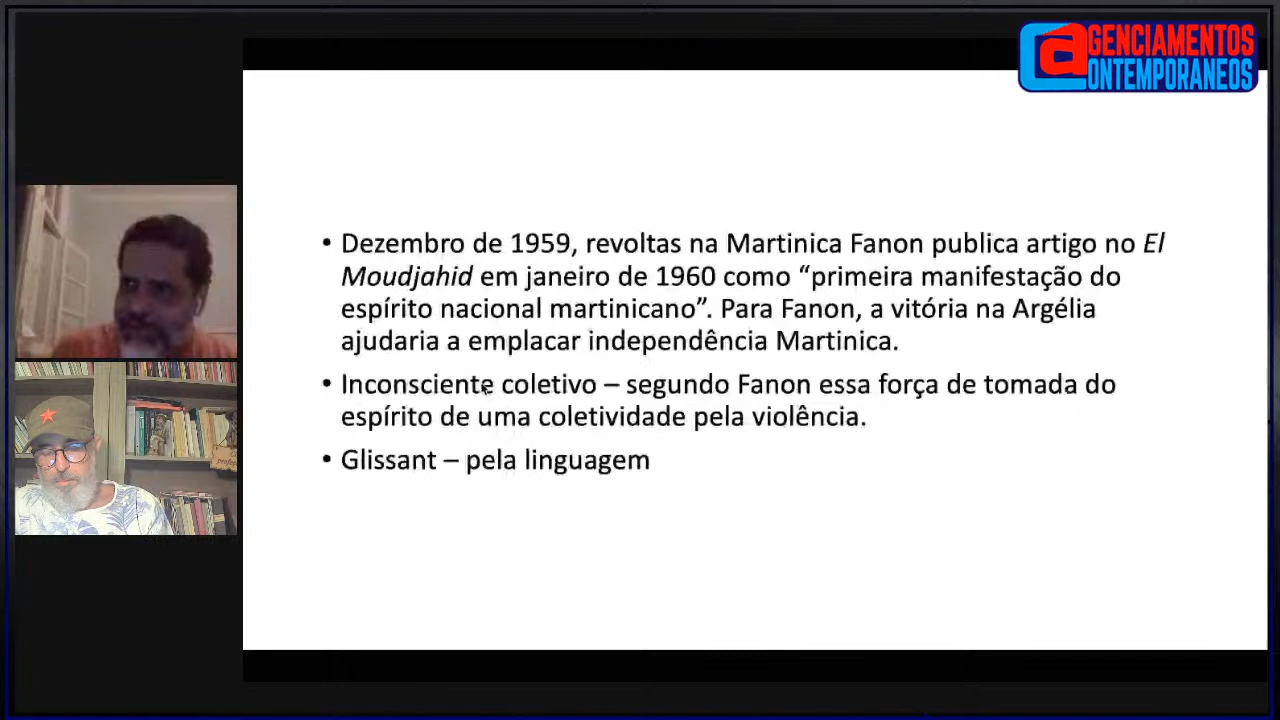 AGENCIAMENTOS
CONTEMPORANEOS
• Dezembro de 1959, revoltas na Martinica Fanon publica artigo no El
Moudjahid em janeiro de 1960 como “primeira manifestação do
espírito nacional martinicano”. Para Fanon, a vitória na Argélia
ajudaria a emplacar independência Martinica.
• Inconsciente coletivo – segundo Fanon essa força de tomada do
espírito de uma coletividade pela violência.
• Glissant – pela linguagem